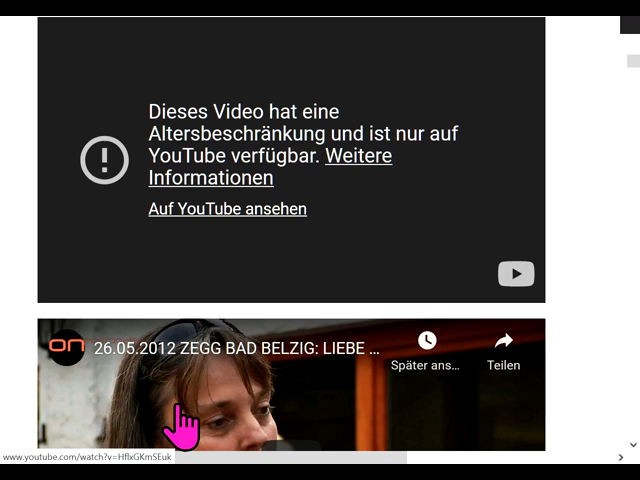 Dieses Video hat eine
Altersbeschränkung und ist nur auf
YouTube verfügbar. Weitere
Informationen
Auf YouTube ansehen
on 26.05.2012 ZEGG BAD BELZIG: LIEBE ...
Später ans...
Teilen
www.youtube.com/watch?v=HflxGKmSEuk